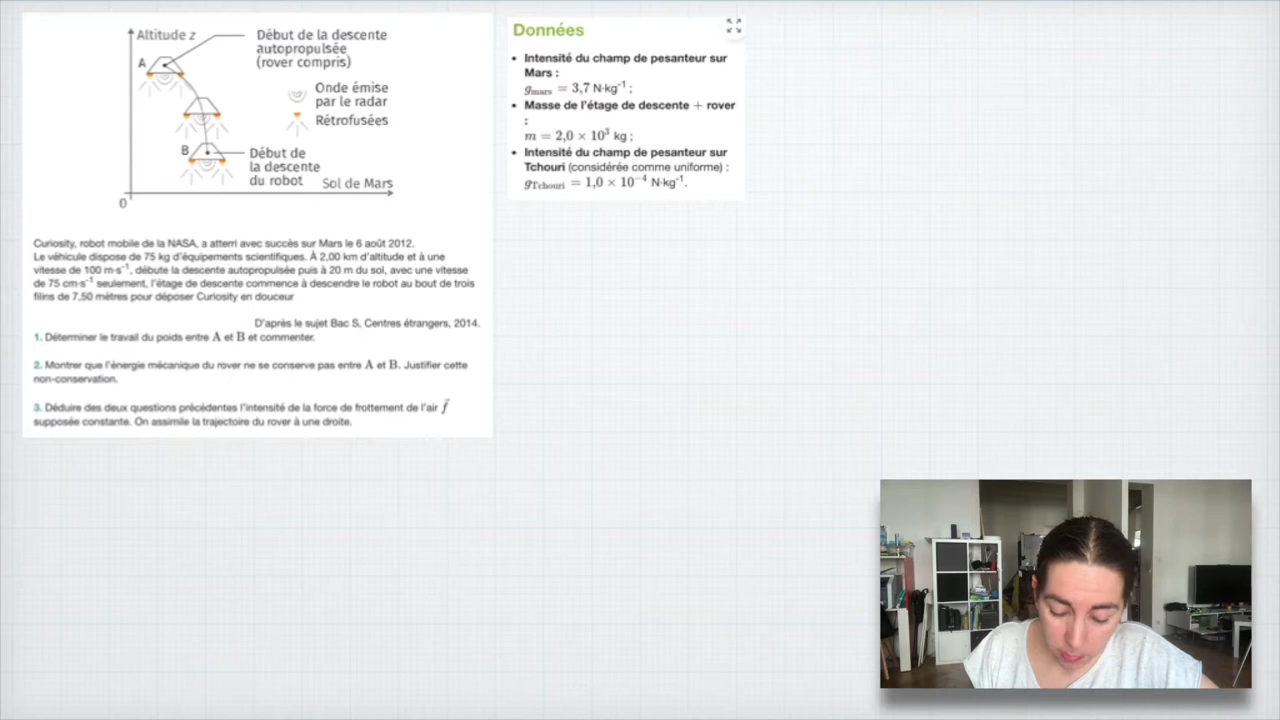 Altitude z
Début de la descente
autopropulsée
(rover compris)
A
Onde émise
par le radar
Rétrofusées
B
Début de
la descente
du robot
Sol de Mars
0
Curiosity, robot mobile de la NASA, a atterri avec succès sur Mars le 6 août 2012.
Le véhicule dispose de 75 kg d'équipements scientifiques. À 2,00 km d'altitude et à une
vitesse de 100 m·s⁻¹, débute la descente autopropulsée puis à 20 m du sol, avec une vitesse
de 75 cm·s⁻¹ seulement, l'étage de descente commence à descendre le robot au bout de trois
filins de 7,50 mètres pour déposer Curiosity en douceur
D'après le sujet Bac S, Centres étrangers, 2014.
1. Déterminer le travail du poids entre A et B et commenter.
2. Montrer que l'énergie mécanique du rover ne se conserve pas entre A et B. Justifier cette
non-conservation.
3. Déduire des deux questions précédentes l'intensité de la force de frottement de l'air f⃗
supposée constante. On assimile la trajectoire du rover à une droite.
Données
• Intensité du champ de pesanteur sur
Mars :
gmars = 3,7 N·kg⁻¹ ;
• Masse de l'étage de descente + rover
:
m = 2,0 × 10³ kg ;
• Intensité du champ de pesanteur sur
Tchouri (considérée comme uniforme) :
gTchouri = 1,0 × 10⁻⁴ N·kg⁻¹.